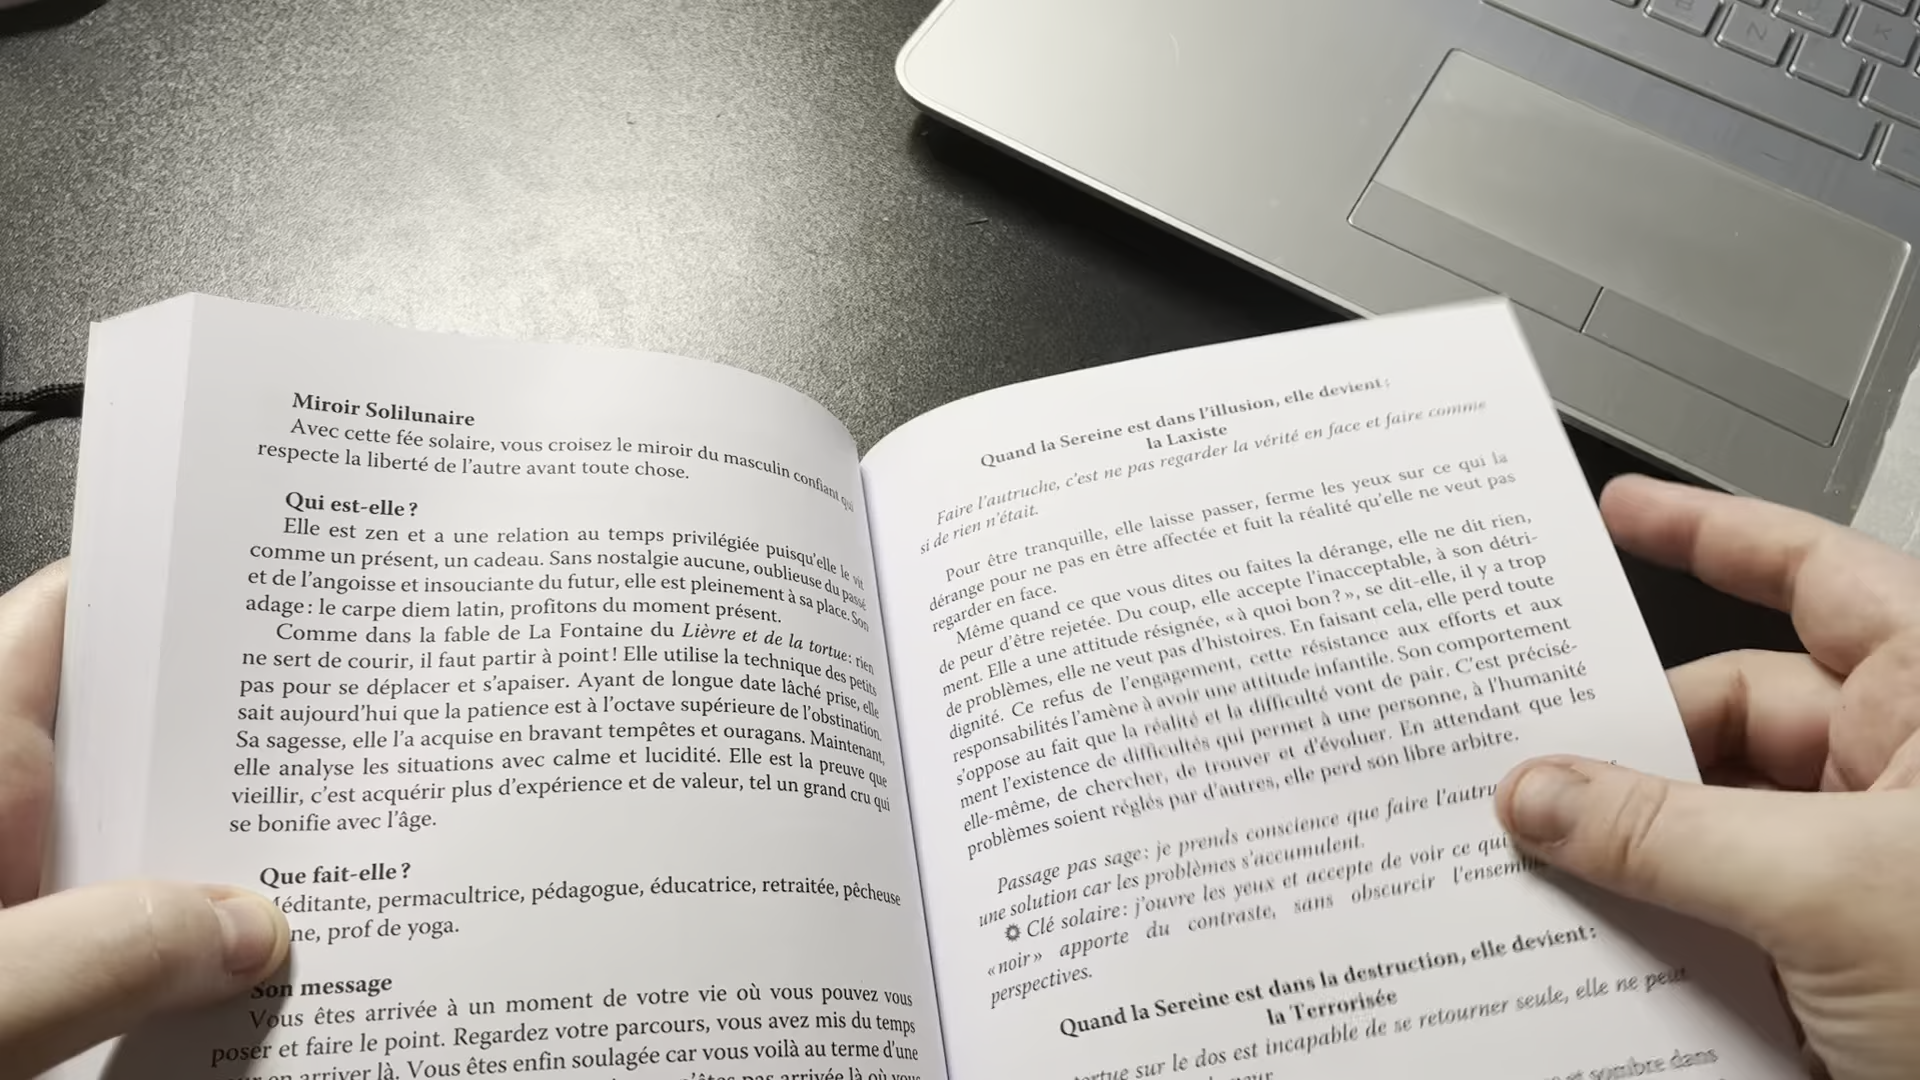 Miroir Solilunaire
Avec cette fée solaire, vous croisez le miroir du masculin confiant qui
respecte la liberté de l'autre avant toute chose.
Qui est-elle ?
Elle est zen et a une relation au temps privilégiée puisqu'elle le vit
comme un présent, un cadeau. Sans nostalgie aucune, oublieuse du passé
et de l'angoisse et insouciante du futur, elle est pleinement à sa place. Son
adage : le carpe diem latin, profitons du moment présent.
Comme dans la fable de La Fontaine du Lièvre et de la tortue : rien
ne sert de courir, il faut partir à point ! Elle utilise la technique des petits
pas pour se déplacer et s'apaiser. Ayant de longue date lâché prise, elle
sait aujourd'hui que la patience est à l'octave supérieure de l'obstination.
Sa sagesse, elle l'a acquise en bravant tempêtes et ouragans. Maintenant,
elle analyse les situations avec calme et lucidité. Elle est la preuve que
vieillir, c'est acquérir plus d'expérience et de valeur, tel un grand cru qui
se bonifie avec l'âge.
Que fait-elle ?
Méditante, permacultrice, pédagogue, éducatrice, retraitée, pêcheuse
prof de yoga.
Son message
Vous êtes arrivée à un moment de votre vie où vous pouvez vous
poser et faire le point. Regardez votre parcours, vous avez mis du temps
en arriver là. Vous êtes enfin soulagée car vous voilà au terme d'une
pas arrivée là où vous
Quand la Sereine est dans l'illusion, elle devient :
la Laxiste
Faire l'autruche, c'est ne pas regarder la vérité en face et faire comme
si de rien n'était.
Pour être tranquille, elle laisse passer, ferme les yeux sur ce qui la
dérange pour ne pas en être affectée et fuit la réalité qu'elle ne veut pas
regarder en face.
Même quand ce que vous dites ou faites la dérange, elle ne dit rien,
de peur d'être rejetée. Du coup, elle accepte l'inacceptable, à son détri-
ment. Elle a une attitude résignée, « à quoi bon ? », se dit-elle, il y a trop
de problèmes, elle ne veut pas d'histoires. En faisant cela, elle perd toute
dignité. Ce refus de l'engagement, cette résistance aux efforts et aux
responsabilités l'amène à avoir une attitude infantile. Son comportement
s'oppose au fait que la réalité et la difficulté vont de pair. C'est précisé-
ment l'existence de difficultés qui permet à une personne, à l'humanité
elle-même, de chercher, de trouver et d'évoluer. En attendant que les
problèmes soient réglés par d'autres, elle perd son libre arbitre.
Passage pas sage : je prends conscience que faire
une solution car les problèmes s'accumulent.
Clé solaire : j'ouvre les yeux et accepte de voir ce qui
« noir » apporte du contraste, sans obscurcir
perspectives.
Quand la Sereine est dans la destruction, elle devient :
la Terrorisée
sur le dos est incapable de se retourner seule, elle ne peut
sombre dans